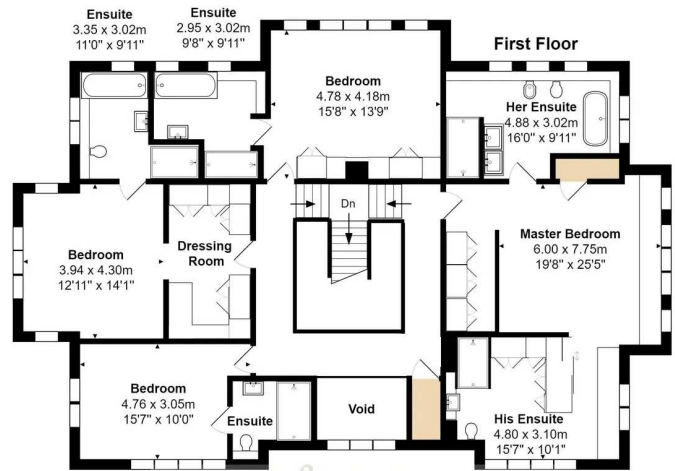 Ensuite
3.35 x 3.02m
11'0" x 9'11"
Ensuite
2.95 x 3.02m
9'8" x 9'11"
First Floor
Bedroom
4.78 x 4.18m
15'8" x 13'9"
Her Ensuite
4.88 x 3.02m
16'0" x 9'11"
Dn
Bedroom
3.94 x 4.30m
12'11" x 14'1"
Dressing
Room
Master Bedroom
6.00 x 7.75m
19'8" x 25'5"
Bedroom
4.76 x 3.05m
15'7" x 10'0"
Ensuite
Void
His Ensuite
4.80 x 3.10m
15'7" x 10'1"